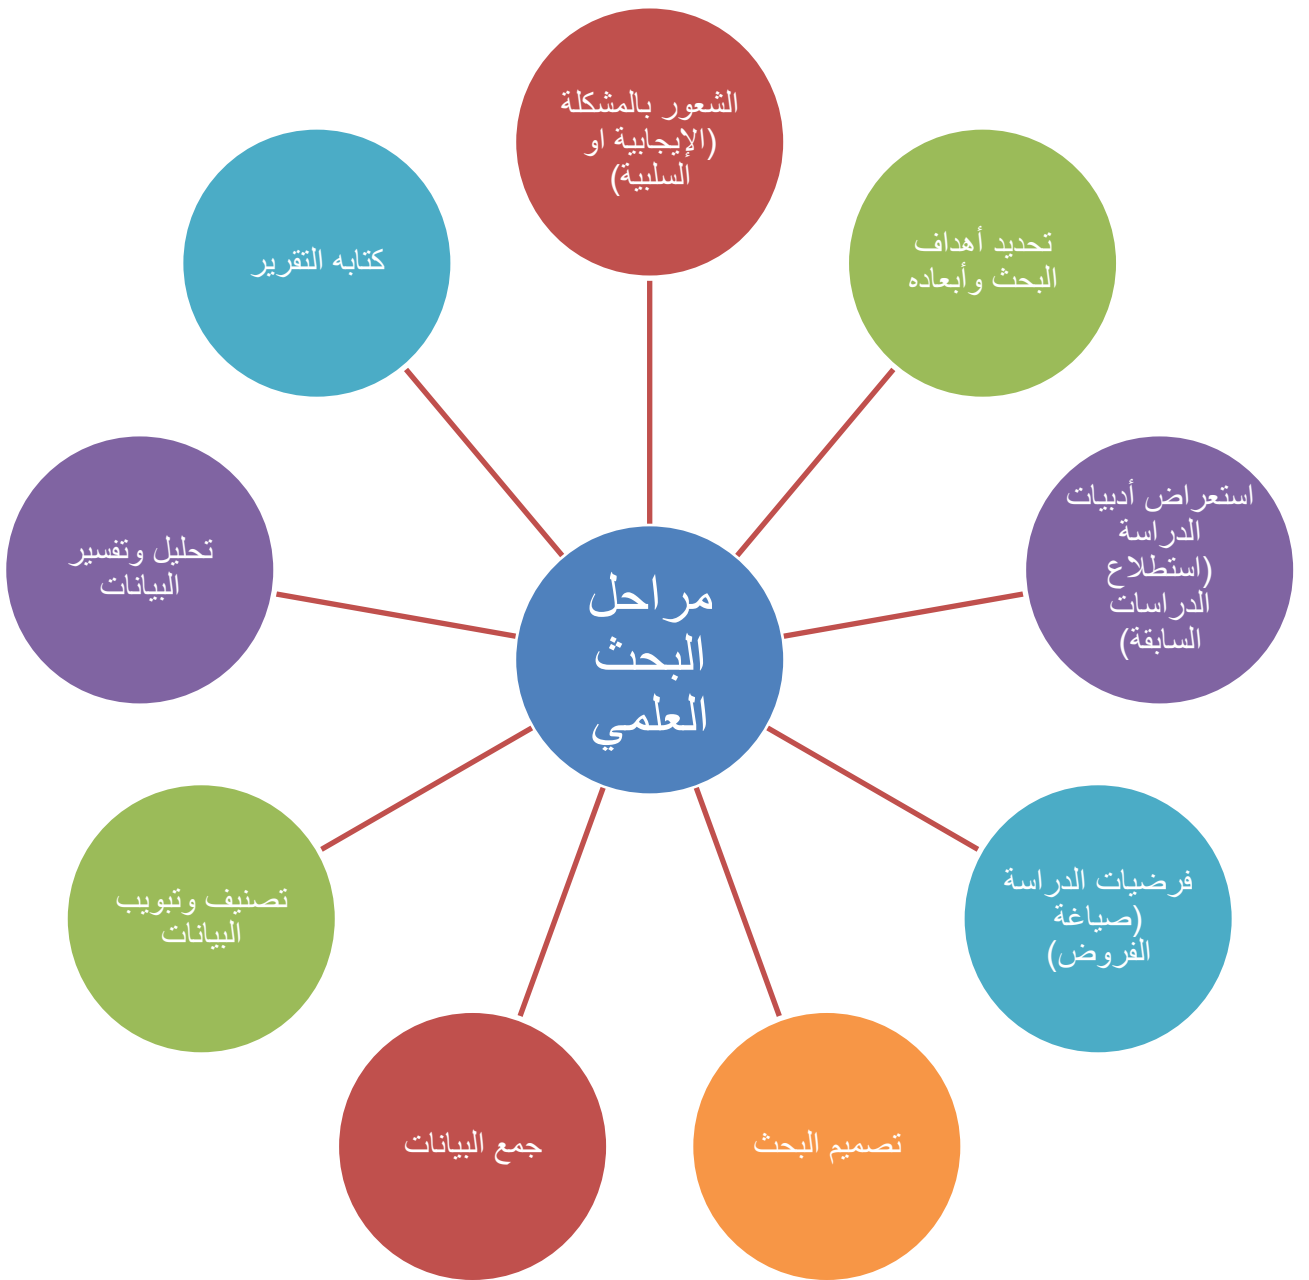 الشعور بالمشكلة
(الإيجابية او
السلبية)
تحديد أهداف
البحث وأبعاده
استعراض أدبيات
الدراسة
(استطلاع
الدراسات
السابقة)
فرضيات الدراسة
(صياغة
الفروض)
تصميم البحث
جمع البيانات
تصنيف وتبويب
البيانات
تحليل وتفسير
البيانات
كتابه التقرير
مراحل
البحث
العلمي